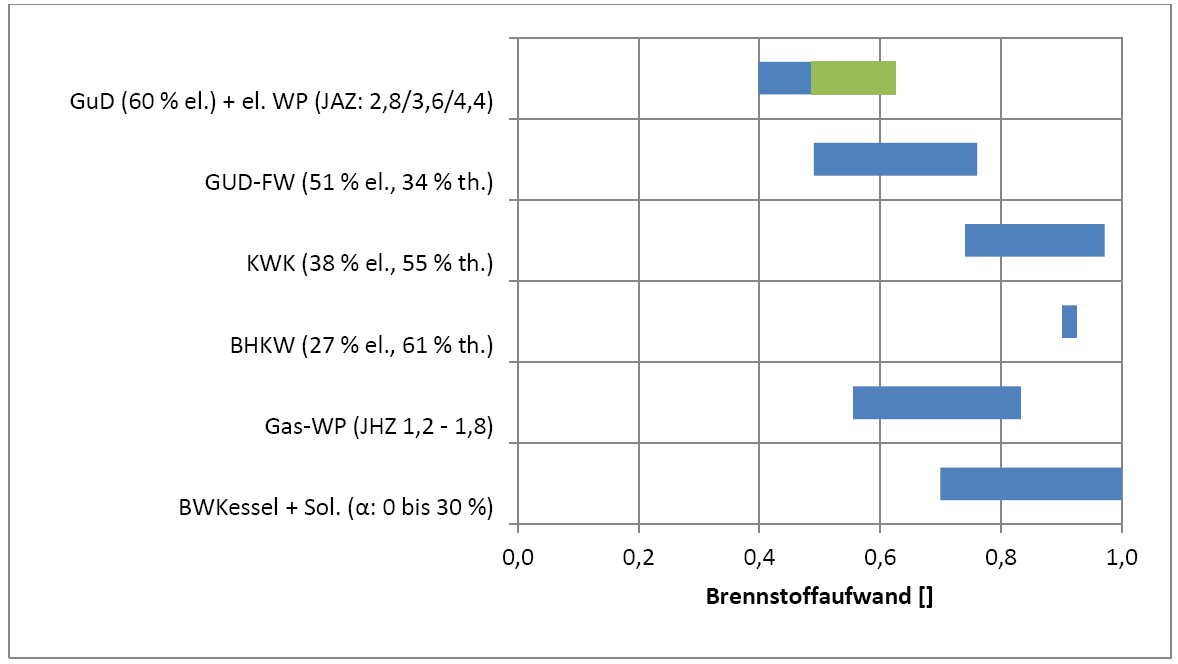 GuD (60 % el.) + el. WP (JAZ: 2,8/3,6/4,4)
GUD-FW (51 % el., 34 % th.)
KWK (38 % el., 55 % th.)
BHKW (27 % el., 61 % th.)
Gas-WP (JHZ 1,2 - 1,8)
BWKessel + Sol. (α: 0 bis 30 %)
0,0 0,2 0,4 0,6 0,8 1,0
Brennstoffaufwand []